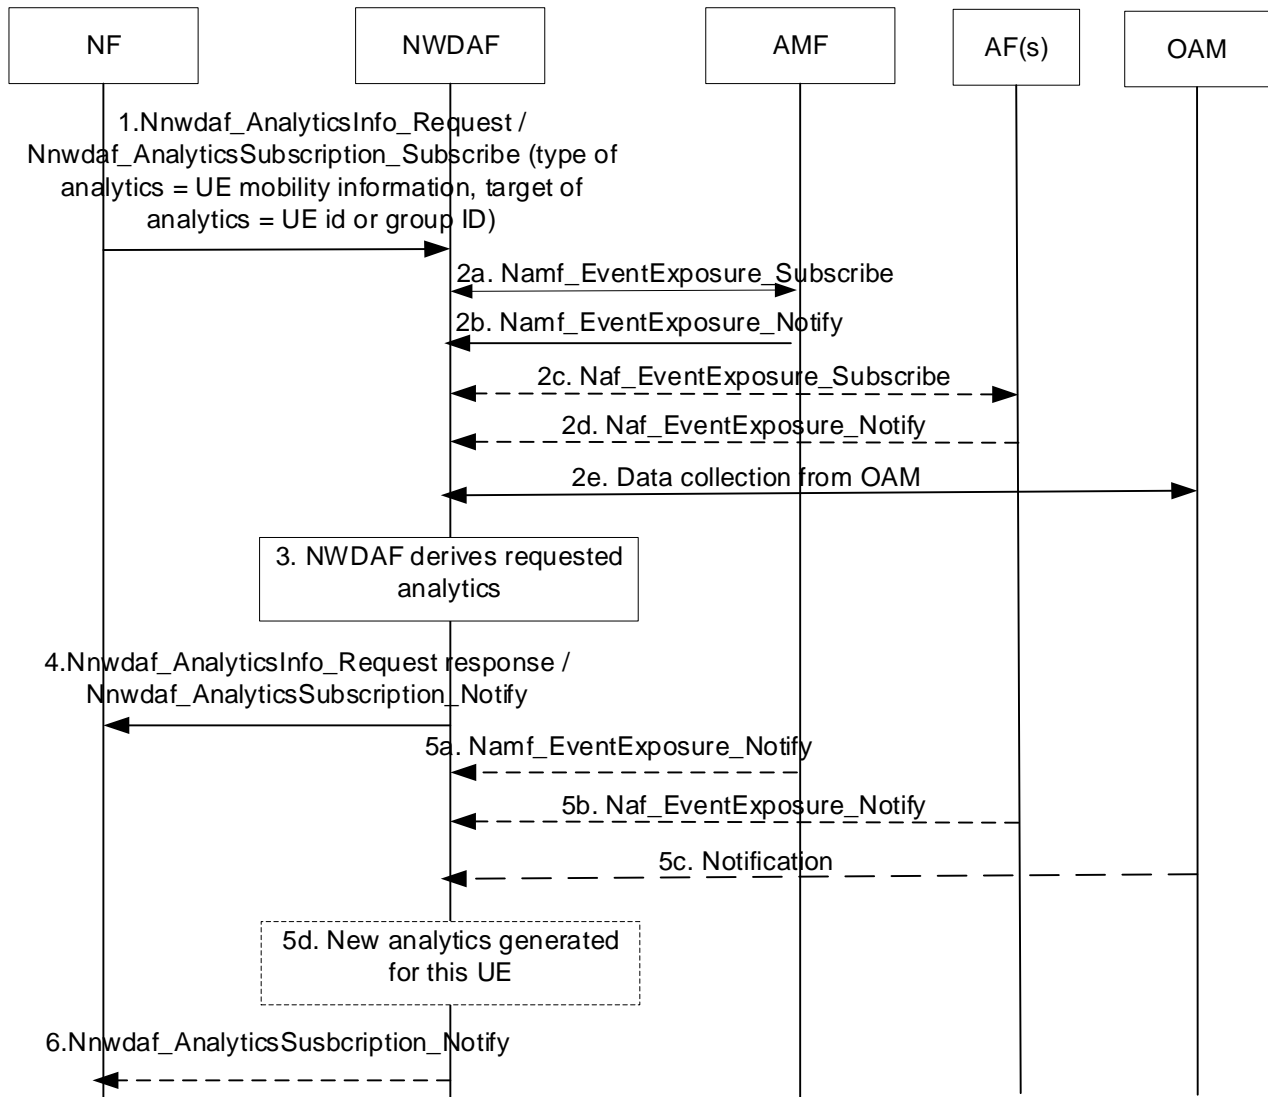 NF
NWDAF
AMF
AF(s)
OAM
1.Nnwdaf_AnalyticsInfo_Request /
Nnwdaf_AnalyticsSubscription_Subscribe (type of
analytics = UE mobility information, target of
analytics = UE id or group ID)
2a. Namf_EventExposure_Subscribe
2b. Namf_EventExposure_Notify
2c. Naf_EventExposure_Subscribe
2d. Naf_EventExposure_Notify
2e. Data collection from OAM
3. NWDAF derives requested
analytics
4.Nnwdaf_AnalyticsInfo_Request response /
Nnwdaf_AnalyticsSubscription_Notify
5a. Namf_EventExposure_Notify
5b. Naf_EventExposure_Notify
5c. Notification
5d. New analytics generated
for this UE
6.Nnwdaf_AnalyticsSusbcription_Notify